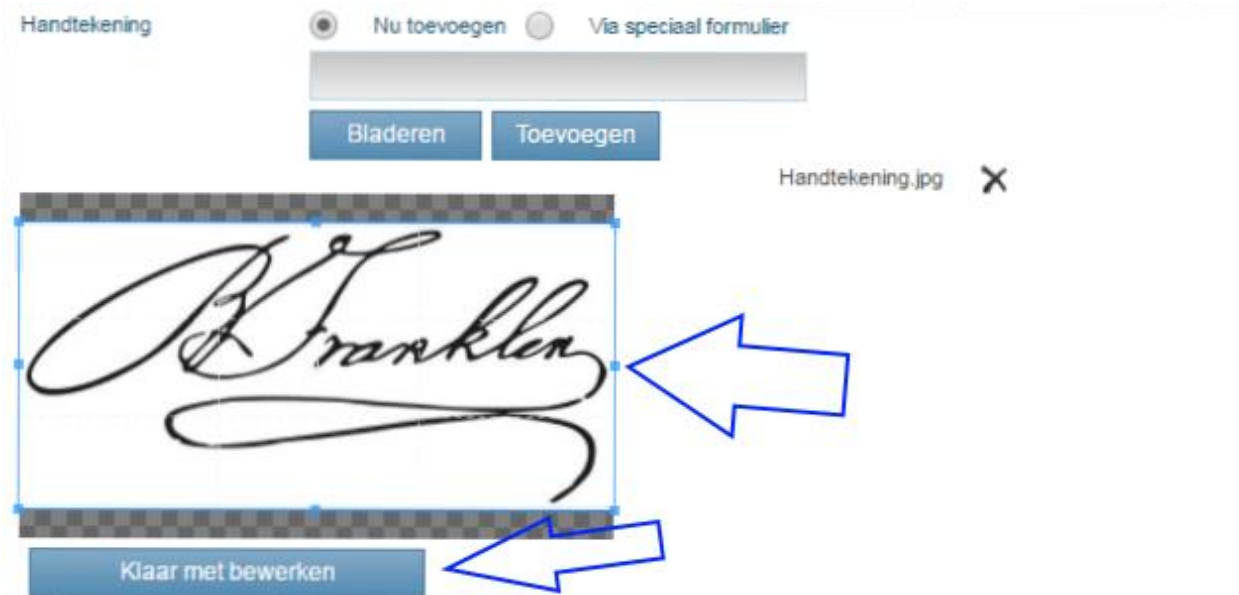 Handtekening Nu toevoegen Via speciaal formulier
Bladeren Toevoegen
Handtekening.jpg
B Franklin
Klaar met bewerken